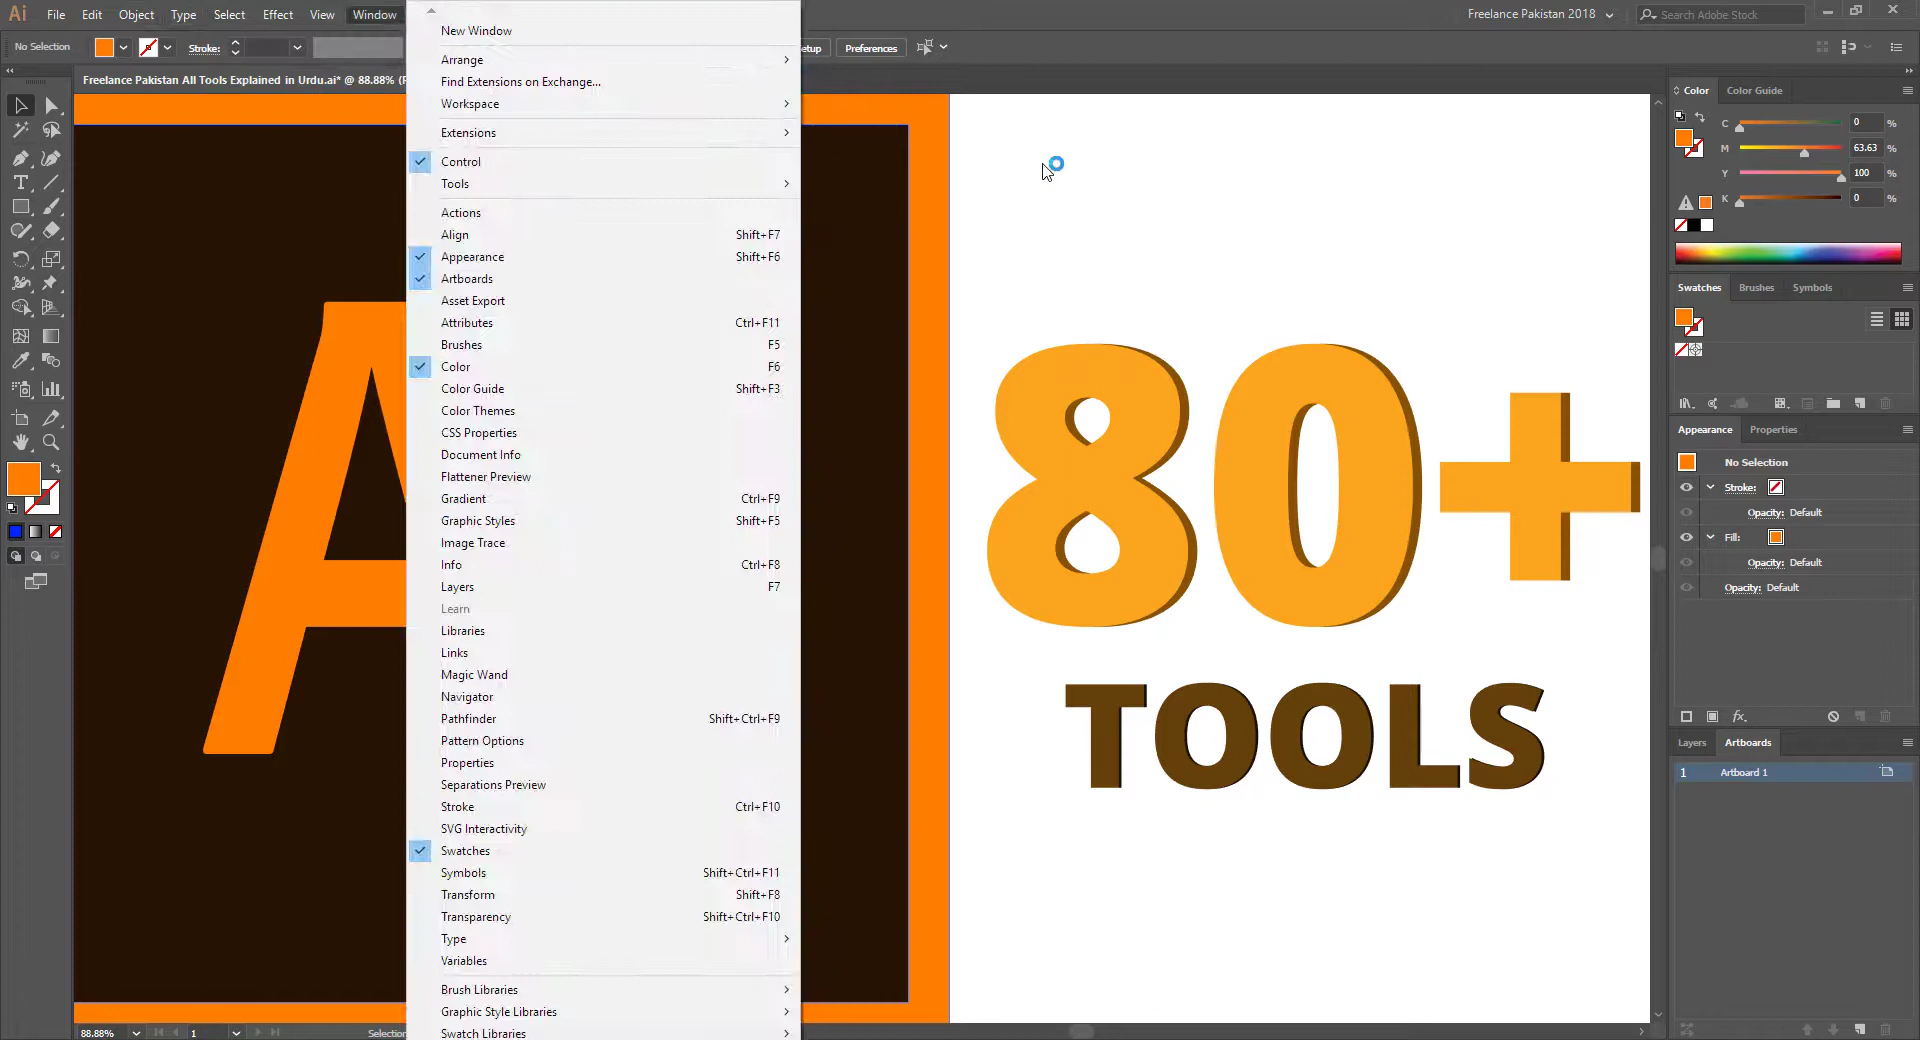 Ai File Edit Object Type Select Effect View Window
Freelance Pakistan 2018
Search Adobe Stock
No Selection
Stroke:
etup
Preferences
Freelance Pakistan All Tools Explained in Urdu.ai* @ 88.88%
New Window
Arrange
Find Extensions on Exchange...
Workspace
Extensions
Control
Tools
Actions
Align Shift+F7
Appearance Shift+F6
Artboards
Asset Export
Attributes Ctrl+F11
Brushes F5
Color F6
Color Guide Shift+F3
Color Themes
CSS Properties
Document Info
Flattener Preview
Gradient Ctrl+F9
Graphic Styles Shift+F5
Image Trace
Info Ctrl+F8
Layers F7
Learn
Libraries
Links
Magic Wand
Navigator
Pathfinder Shift+Ctrl+F9
Pattern Options
Properties
Separations Preview
Stroke Ctrl+F10
SVG Interactivity
Swatches
Symbols Shift+Ctrl+F11
Transform Shift+F8
Transparency Shift+Ctrl+F10
Type
Variables
Brush Libraries
Graphic Style Libraries
Swatch Libraries
A
80+
TOOLS
Color Color Guide
C 0 %
M 63.63 %
Y 100 %
K 0 %
Swatches Brushes Symbols
Appearance Properties
No Selection
Stroke:
Opacity: Default
Fill:
Opacity: Default
Opacity: Default
Layers Artboards
1 Artboard 1
88.88% 1 Selection